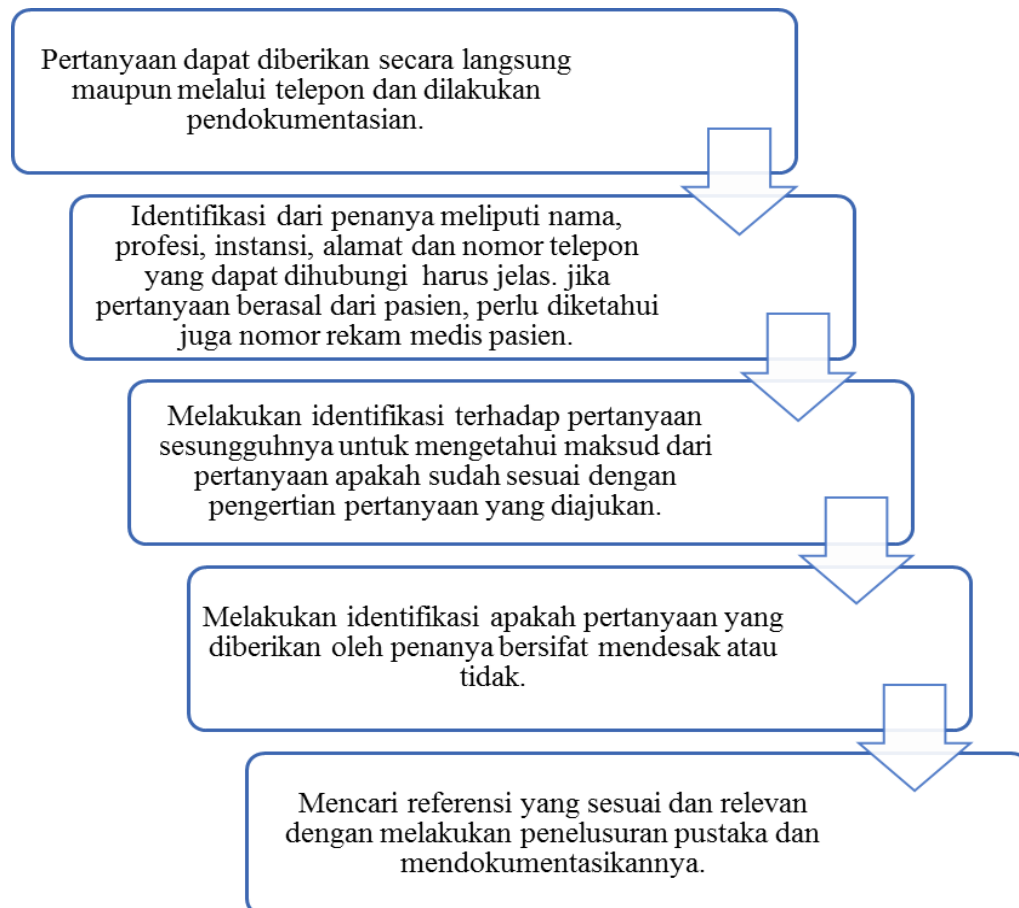 Pertanyaan dapat diberikan secara langsung
maupun melalui telepon dan dilakukan
pendokumentasian.
Identifikasi dari penanya meliputi nama,
profesi, instansi, alamat dan nomor telepon
yang dapat dihubungi harus jelas. jika
pertanyaan berasal dari pasien, perlu diketahui
juga nomor rekam medis pasien.
Melakukan identifikasi terhadap pertanyaan
sesungguhnya untuk mengetahui maksud dari
pertanyaan apakah sudah sesuai dengan
pengertian pertanyaan yang diajukan.
Melakukan identifikasi apakah pertanyaan yang
diberikan oleh penanya bersifat mendesak atau
tidak.
Mencari referensi yang sesuai dan relevan
dengan melakukan penelusuran pustaka dan
mendokumentasikannya.